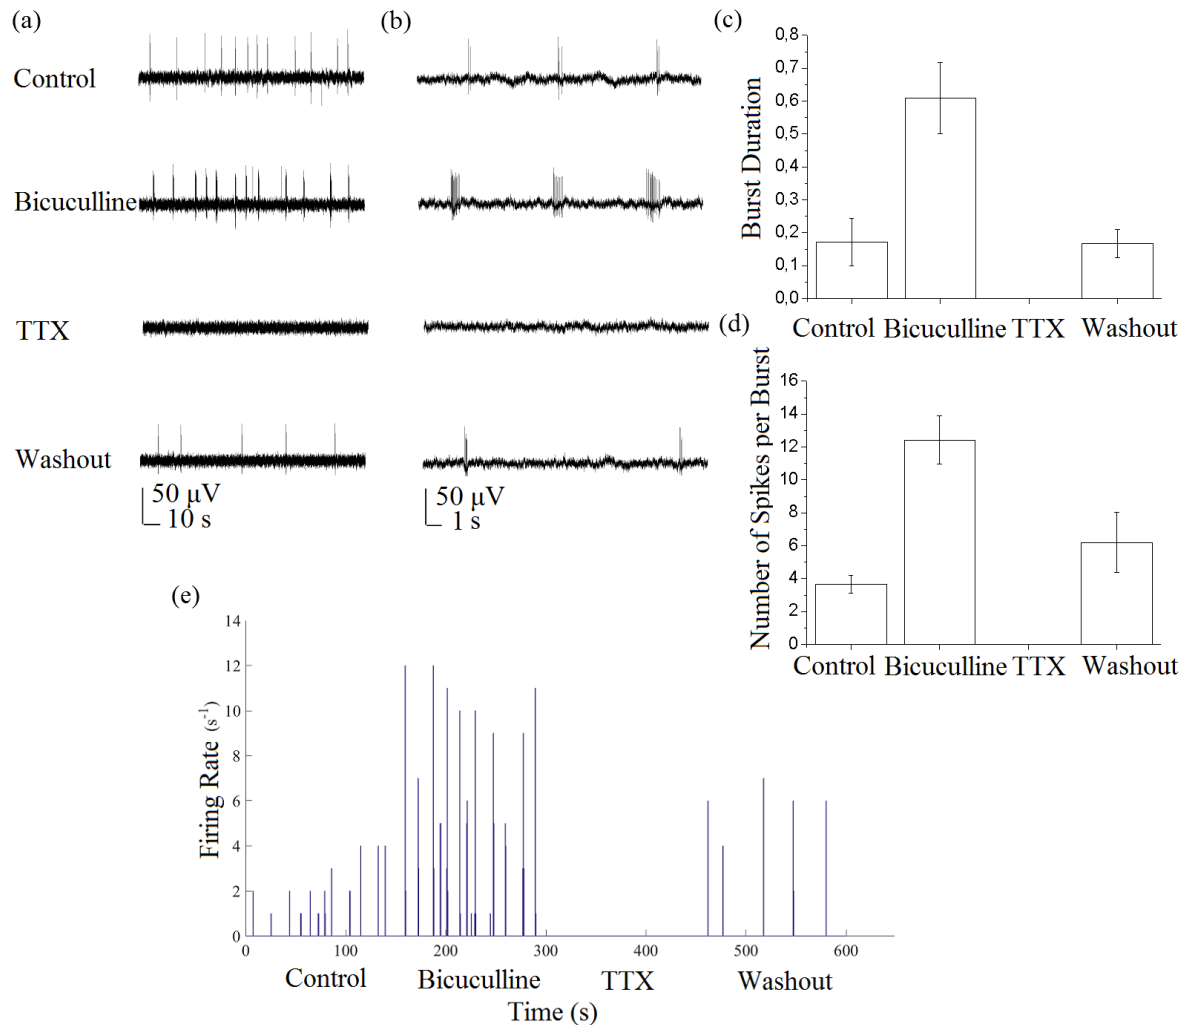 (a)
(b)
Control
Bicuculline
TTX
Washout
50 μV
10 s
50 μV
1 s
(c)
Burst Duration
0,8
0,7
0,6
0,5
0,4
0,3
0,2
0,1
0,0
Control Bicuculline TTX Washout
(d)
Number of Spikes per Burst
16
14
12
10
8
6
4
2
0
Control Bicuculline TTX Washout
(e)
Firing Rate (s⁻¹)
14
12
10
8
6
4
2
0
0 100 200 300 400 500 600
Control Bicuculline TTX Washout
Time (s)